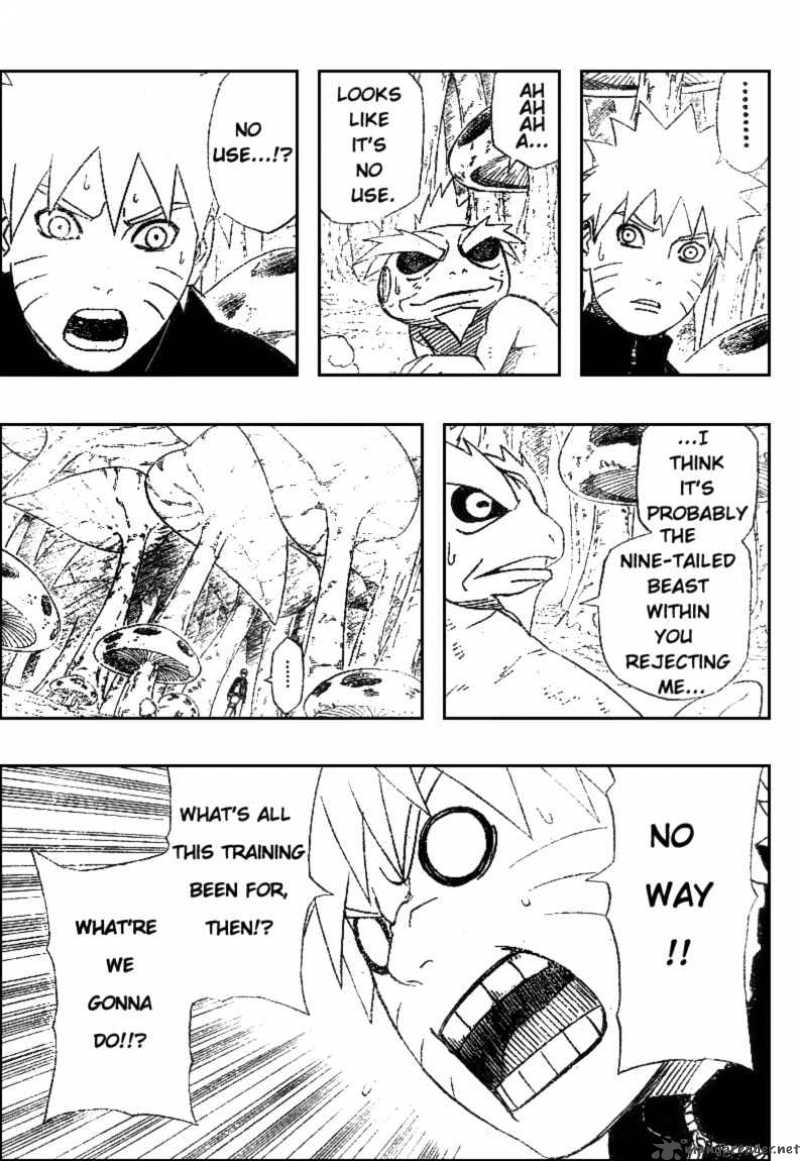 ........
AH
AH
AH
A...
LOOKS
LIKE
IT'S
NO
USE.
NO
USE...!?
...I
THINK
IT'S
PROBABLY
THE
NINE-TAILED
BEAST
WITHIN
YOU
REJECTING
ME...
......
NO
WAY
!!
WHAT'S ALL
THIS TRAINING
BEEN FOR,
THEN!?
WHAT'RE
WE
GONNA
DO!!?